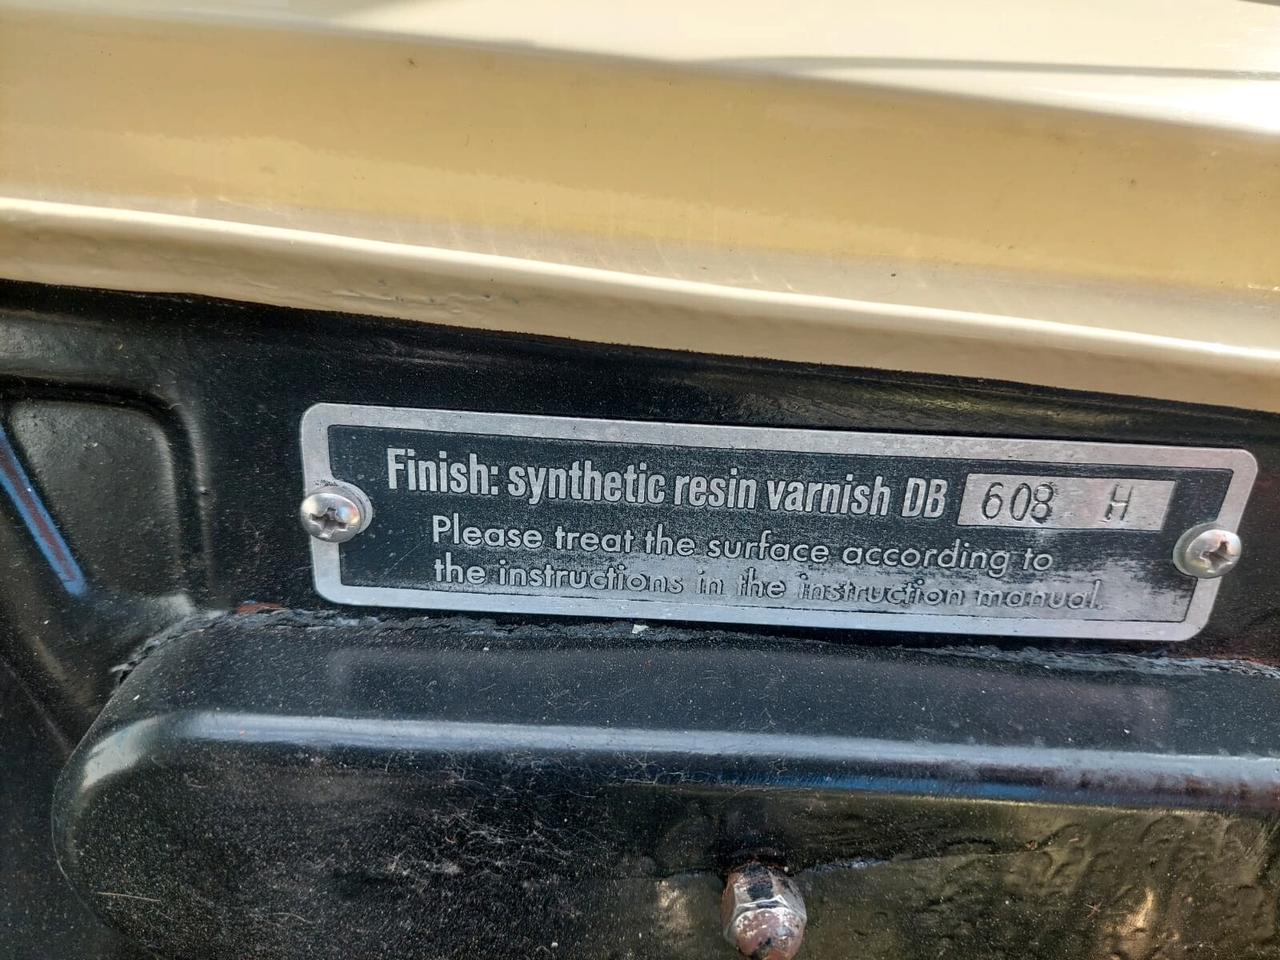 Finish: synthetic resin varnish DB 608 H
Please treat the surface according to
the instructions in the instruction manual.